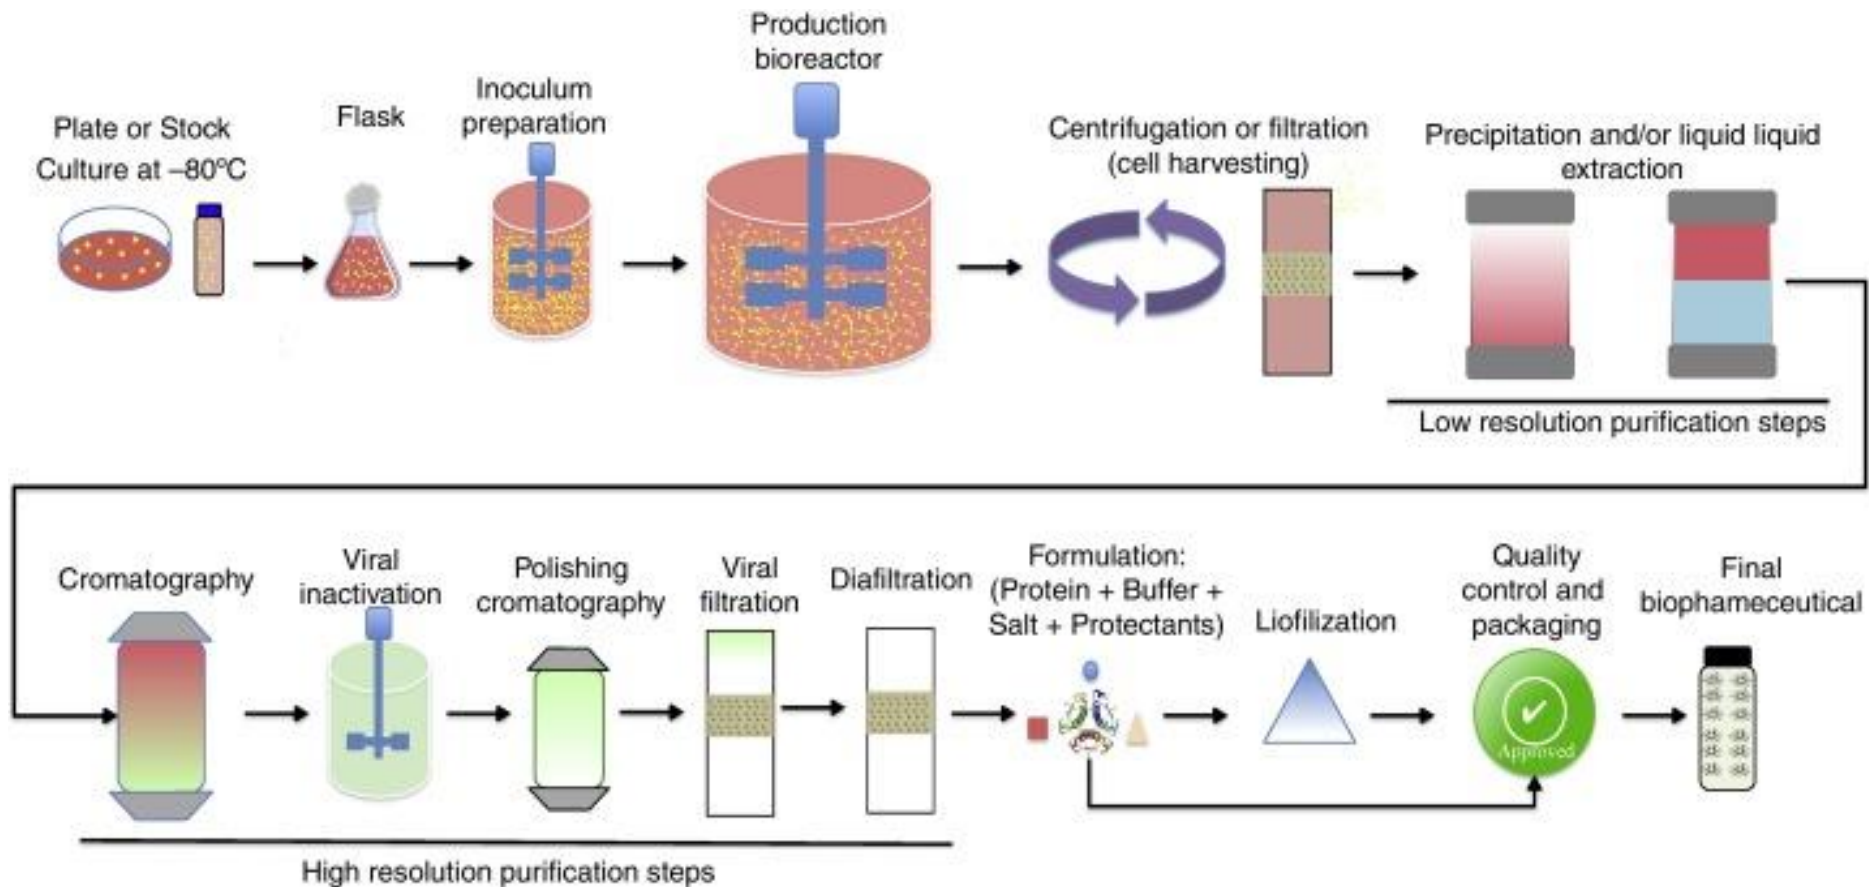 Production
bioreactor
Inoculum
preparation
Flask
Plate or Stock
Culture at –80ºC
Centrifugation or filtration
(cell harvesting)
Precipitation and/or liquid liquid
extraction
Low resolution purification steps
Cromatography
Viral
inactivation
Polishing
cromatography
Viral
filtration
Diafiltration
Formulation:
(Protein + Buffer +
Salt + Protectants)
Liofilization
Quality
control and
packaging
Approved
Final
biophameceutical
High resolution purification steps